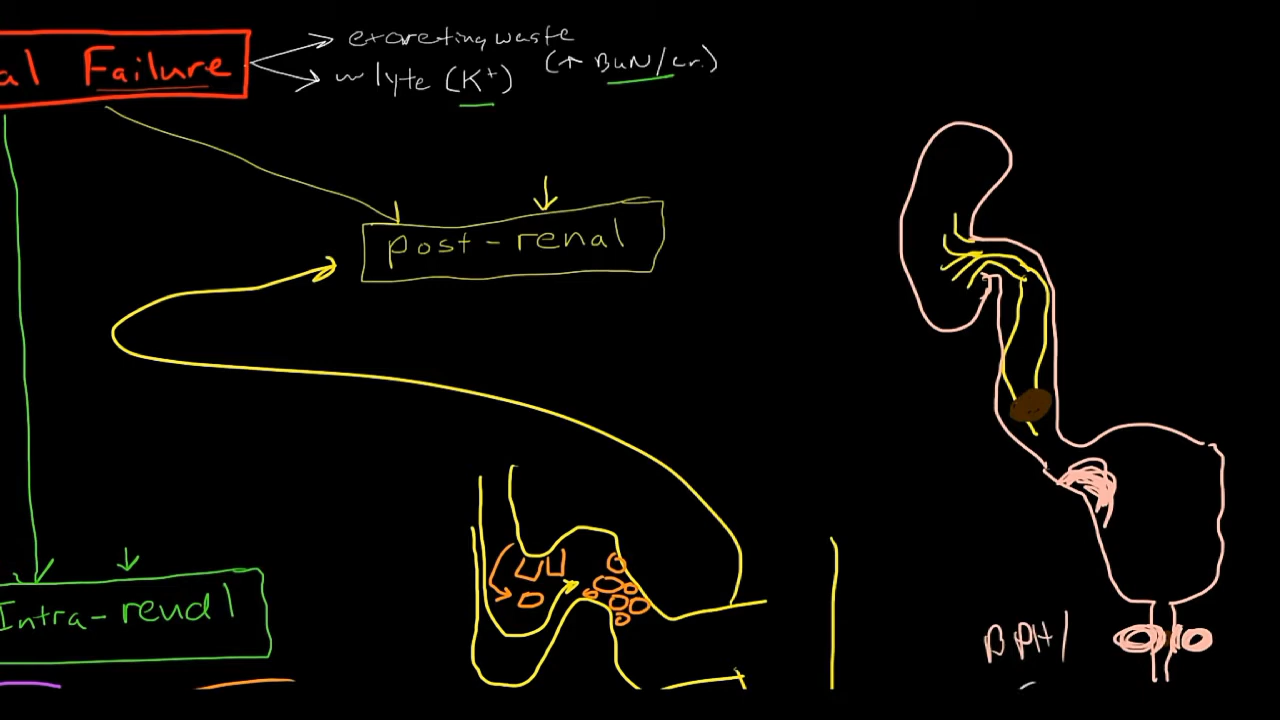 al Failure
excreting waste
(↑ BUN/cr.)
lyte (K+)
post-renal
Intra-renal
BPH/